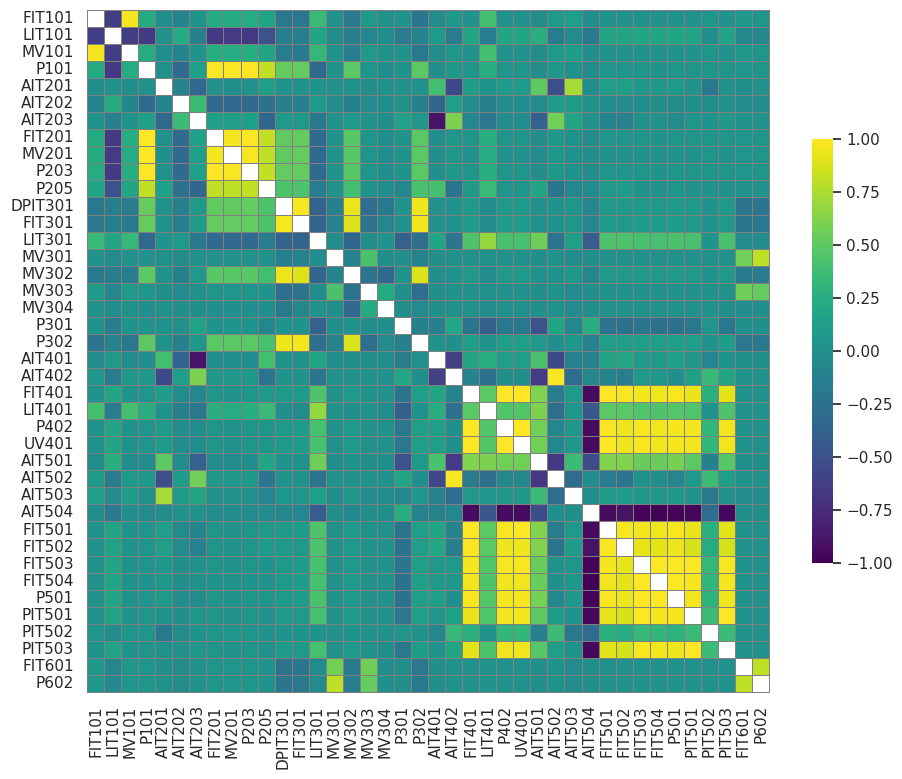 FIT101
LIT101
MV101
P101
AIT201
AIT202
AIT203
FIT201
MV201
P203
P205
DPIT301
FIT301
LIT301
MV301
MV302
MV303
MV304
P301
P302
AIT401
AIT402
FIT401
LIT401
P402
UV401
AIT501
AIT502
AIT503
AIT504
FIT501
FIT502
FIT503
FIT504
P501
PIT501
PIT502
PIT503
FIT601
P602
FIT101
LIT101
MV101
P101
AIT201
AIT202
AIT203
FIT201
MV201
P203
P205
DPIT301
FIT301
LIT301
MV301
MV302
MV303
MV304
P301
P302
AIT401
AIT402
FIT401
LIT401
P402
UV401
AIT501
AIT502
AIT503
AIT504
FIT501
FIT502
FIT503
FIT504
P501
PIT501
PIT502
PIT503
FIT601
P602
1.00
0.75
0.50
0.25
0.00
−0.25
−0.50
−0.75
−1.00